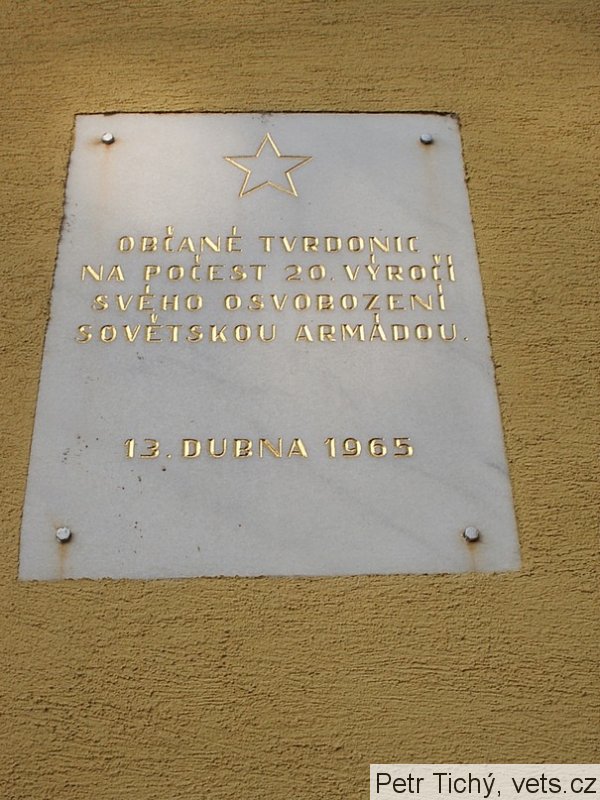 OBČANÉ TVRDONIC
NA POČEST 20. VÝROČÍ
SVÉHO OSVOBOZENÍ
SOVĚTSKOU ARMÁDOU.
13. DUBNA 1965
Petr Tichý, vets.cz